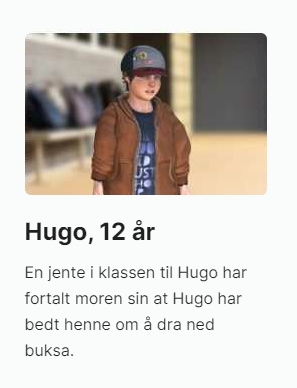 Hugo, 12 år
En jente i klassen til Hugo har
fortalt moren sin at Hugo har
bedt henne om å dra ned
buksa.